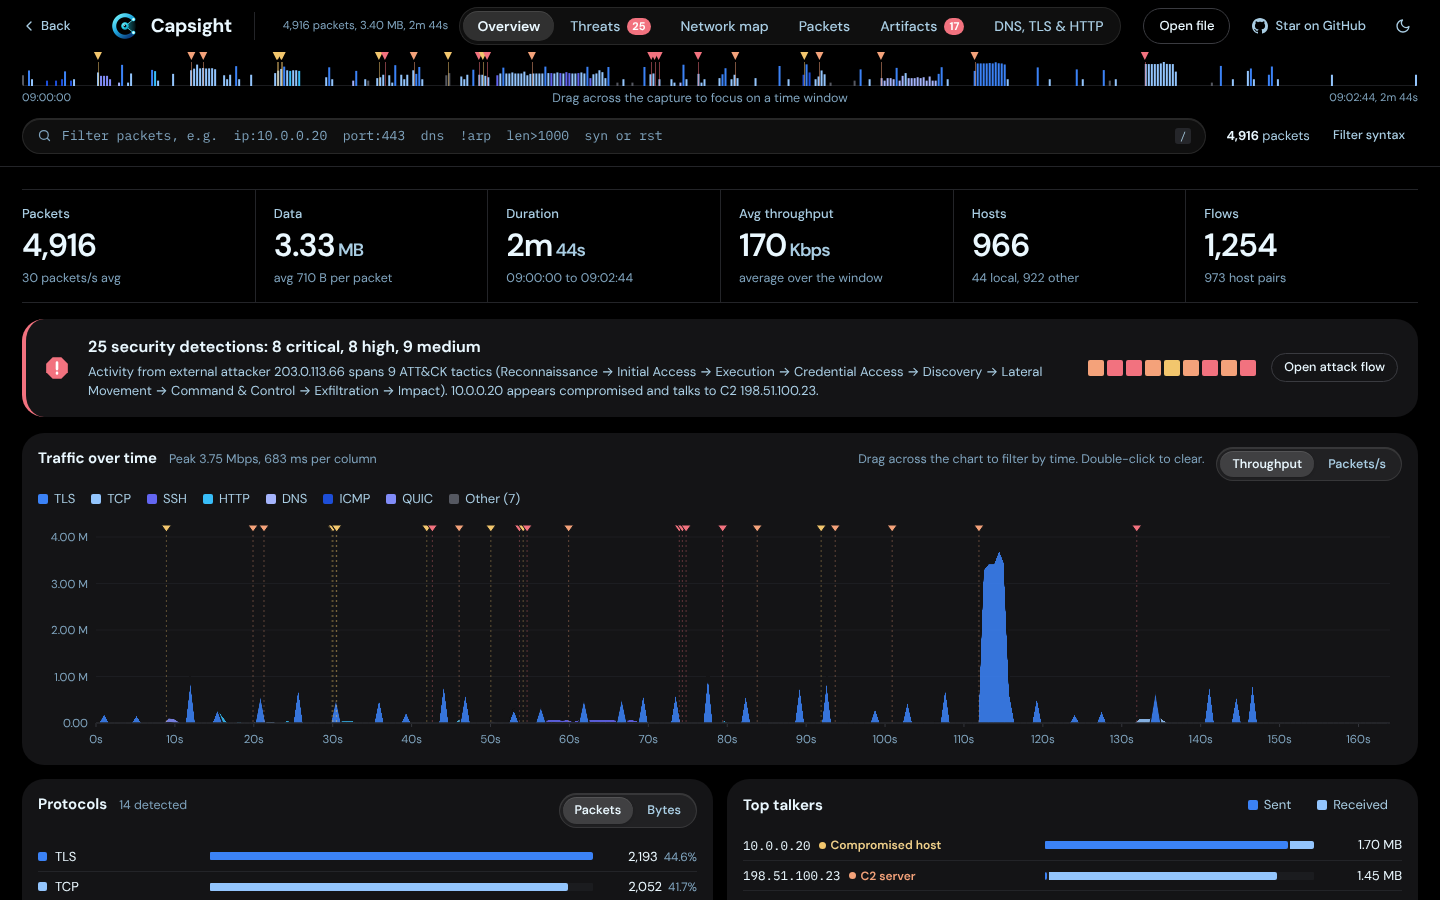 Back
Capsight
4,916 packets, 3.40 MB, 2m 44s
Overview
Threats 25
Network map
Packets
Artifacts 17
DNS, TLS & HTTP
Open file
Star on GitHub
09:00:00
Drag across the capture to focus on a time window
09:02:44, 2m 44s
Filter packets, e.g. ip:10.0.0.20 port:443 dns !arp len>1000 syn or rst
/
4,916 packets
Filter syntax
Packets
4,916
30 packets/s avg
Data
3.33 MB
avg 710 B per packet
Duration
2m 44s
09:00:00 to 09:02:44
Avg throughput
170 Kbps
average over the window
Hosts
966
44 local, 922 other
Flows
1,254
973 host pairs
25 security detections: 8 critical, 8 high, 9 medium
Activity from external attacker 203.0.113.66 spans 9 ATT&CK tactics (Reconnaissance → Initial Access → Execution → Credential Access → Discovery → Lateral
Movement → Command & Control → Exfiltration → Impact). 10.0.0.20 appears compromised and talks to C2 198.51.100.23.
Open attack flow
Traffic over time
Peak 3.75 Mbps, 683 ms per column
Drag across the chart to filter by time. Double-click to clear.
Throughput
Packets/s
TLS
TCP
SSH
HTTP
DNS
ICMP
QUIC
Other (7)
4.00 M
3.00 M
2.00 M
1.00 M
0.00
0s 10s 20s 30s 40s 50s 60s 70s 80s 90s 100s 110s 120s 130s 140s 150s 160s
Protocols
14 detected
Packets
Bytes
TLS 2,193 44.6%
TCP 2,052 41.7%
Top talkers
Sent
Received
10.0.0.20 Compromised host 1.70 MB
198.51.100.23 C2 server 1.45 MB